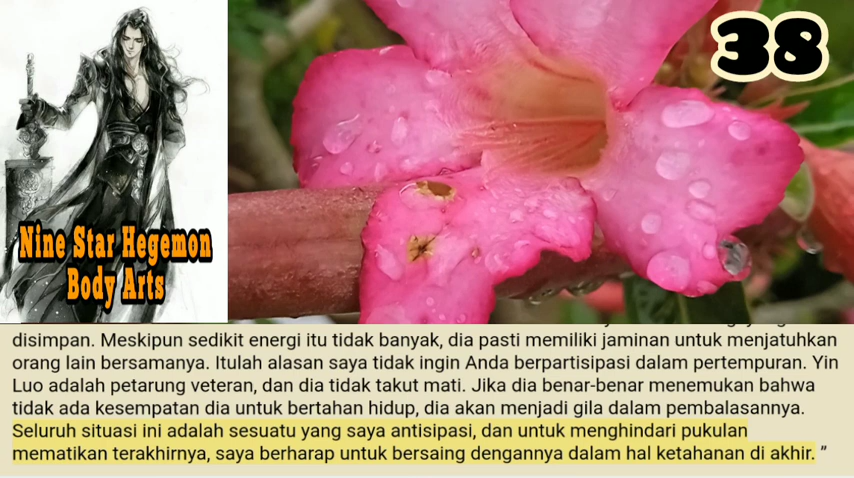 38
Nine Star Hegemon
Body Arts
disimpan. Meskipun sedikit energi itu tidak banyak, dia pasti memiliki jaminan untuk menjatuhkan
orang lain bersamanya. Itulah alasan saya tidak ingin Anda berpartisipasi dalam pertempuran. Yin
Luo adalah petarung veteran, dan dia tidak takut mati. Jika dia benar-benar menemukan bahwa
tidak ada kesempatan dia untuk bertahan hidup, dia akan menjadi gila dalam pembalasannya.
Seluruh situasi ini adalah sesuatu yang saya antisipasi, dan untuk menghindari pukulan
mematikan terakhirnya, saya berharap untuk bersaing dengannya dalam hal ketahanan di akhir. ”